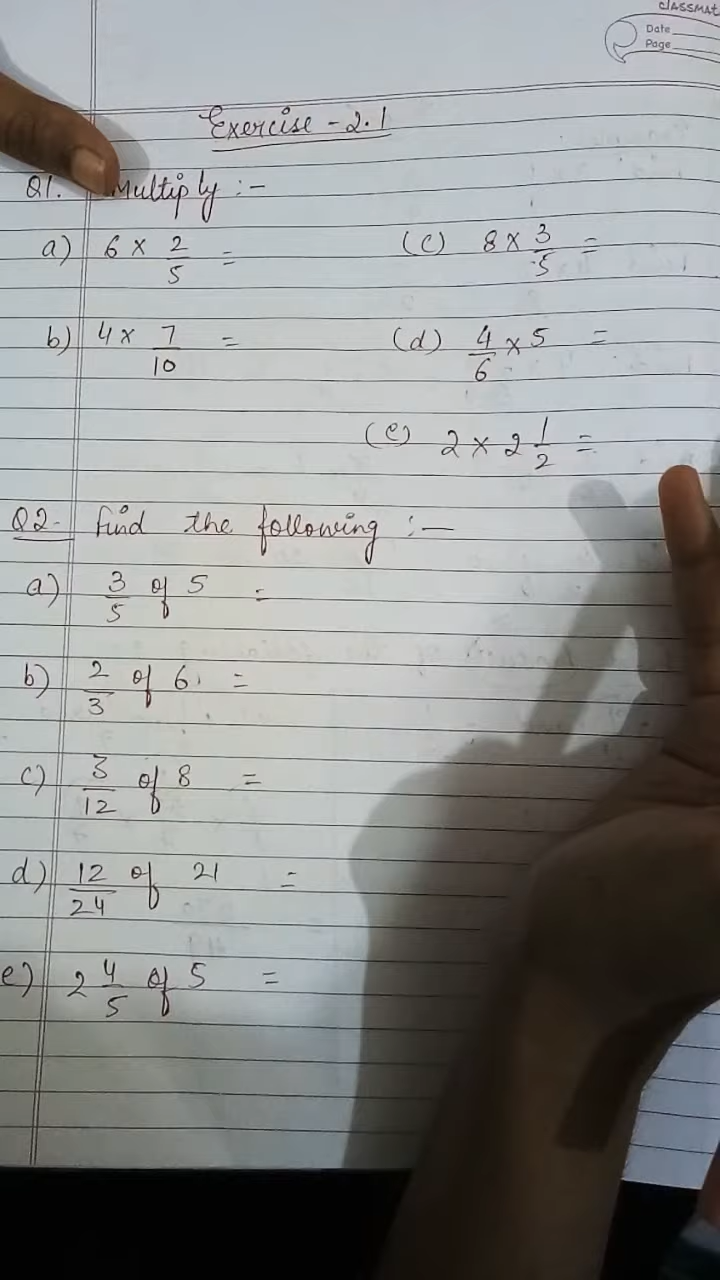 CLASSMAT
Date
Page
Exercise - 2.1
Q1. Multiply :-
a) 6 × 2/5 = (c) 8 × 3/5 =
b) 4 × 7/10 = (d) 4/6 × 5 =
(e) 2 × 2 1/2 =
Q2- find the following :-
a) 3/5 of 5 =
b) 2/3 of 6 =
c) 3/12 of 8 =
d) 12/24 of 21 =
e) 2 4/5 of 5 =